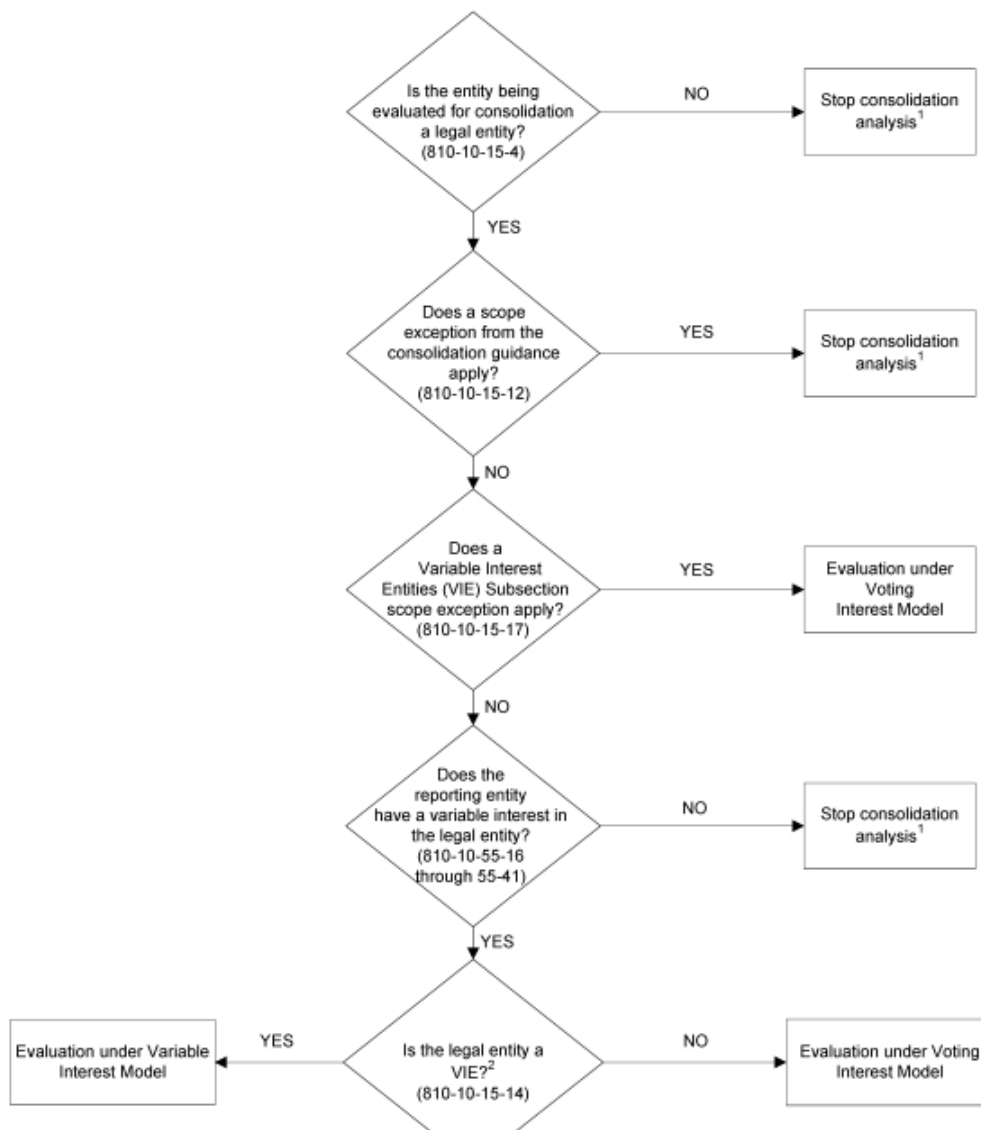 Is the entity being
evaluated for consolidation
a legal entity?
(810-10-15-4)
NO
Stop consolidation
analysis1
YES
Does a scope
exception from the
consolidation guidance
apply?
(810-10-15-12)
YES
Stop consolidation
analysis1
NO
Does a
Variable Interest
Entities (VIE) Subsection
scope exception apply?
(810-10-15-17)
YES
Evaluation under
Voting
Interest Model
NO
Does the
reporting entity
have a variable interest in
the legal entity?
(810-10-55-16
through 55-41)
NO
Stop consolidation
analysis1
YES
Is the legal entity a
VIE?2
(810-10-15-14)
YES
Evaluation under Variable
Interest Model
NO
Evaluation under Voting
Interest Model